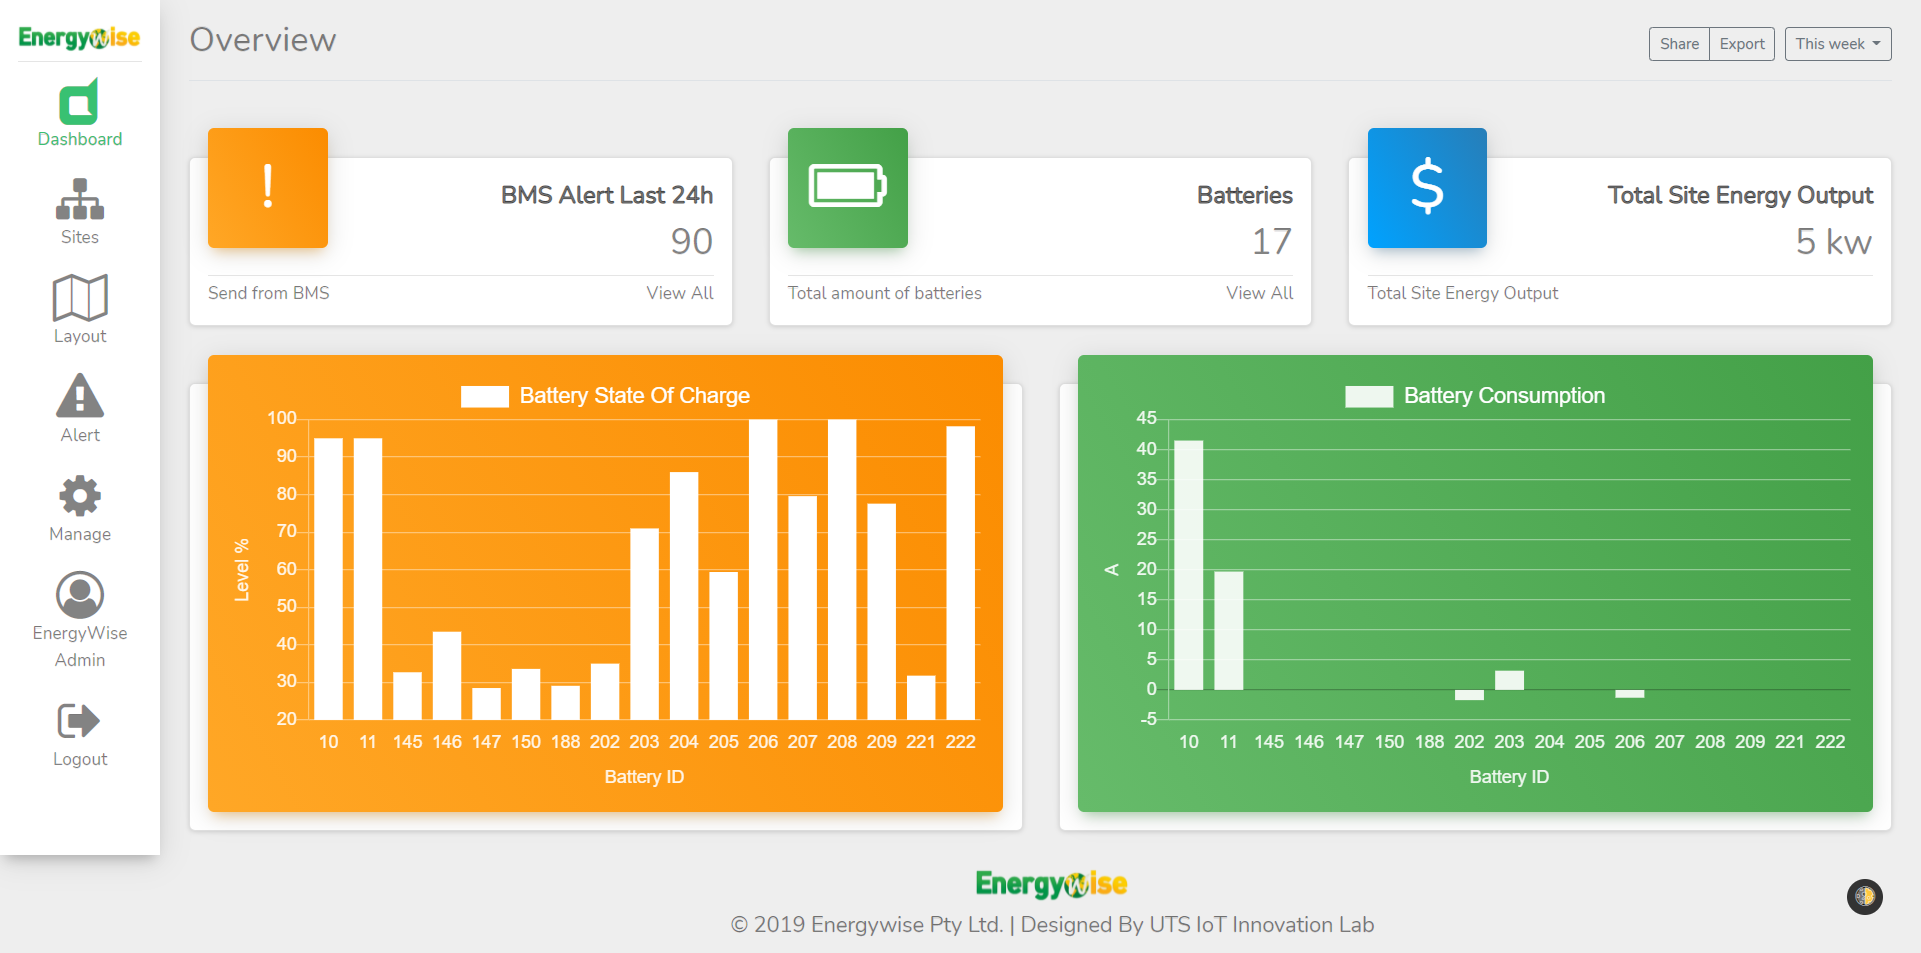 Energywise
Dashboard
Sites
Layout
Alert
Manage
EnergyWise
Admin
Logout
Overview
Share
Export
This week
!
BMS Alert Last 24h
90
Send from BMS
View All
Batteries
17
Total amount of batteries
View All
$
Total Site Energy Output
5 kw
Total Site Energy Output
Battery State Of Charge
100
90
80
70
60
50
40
30
20
Level %
10 11 145 146 147 150 188 202 203 204 205 206 207 208 209 221 222
Battery ID
Battery Consumption
45
40
35
30
25
20
15
10
5
0
-5
A
10 11 145 146 147 150 188 202 203 204 205 206 207 208 209 221 222
Battery ID
Energywise
© 2019 Energywise Pty Ltd. | Designed By UTS IoT Innovation Lab